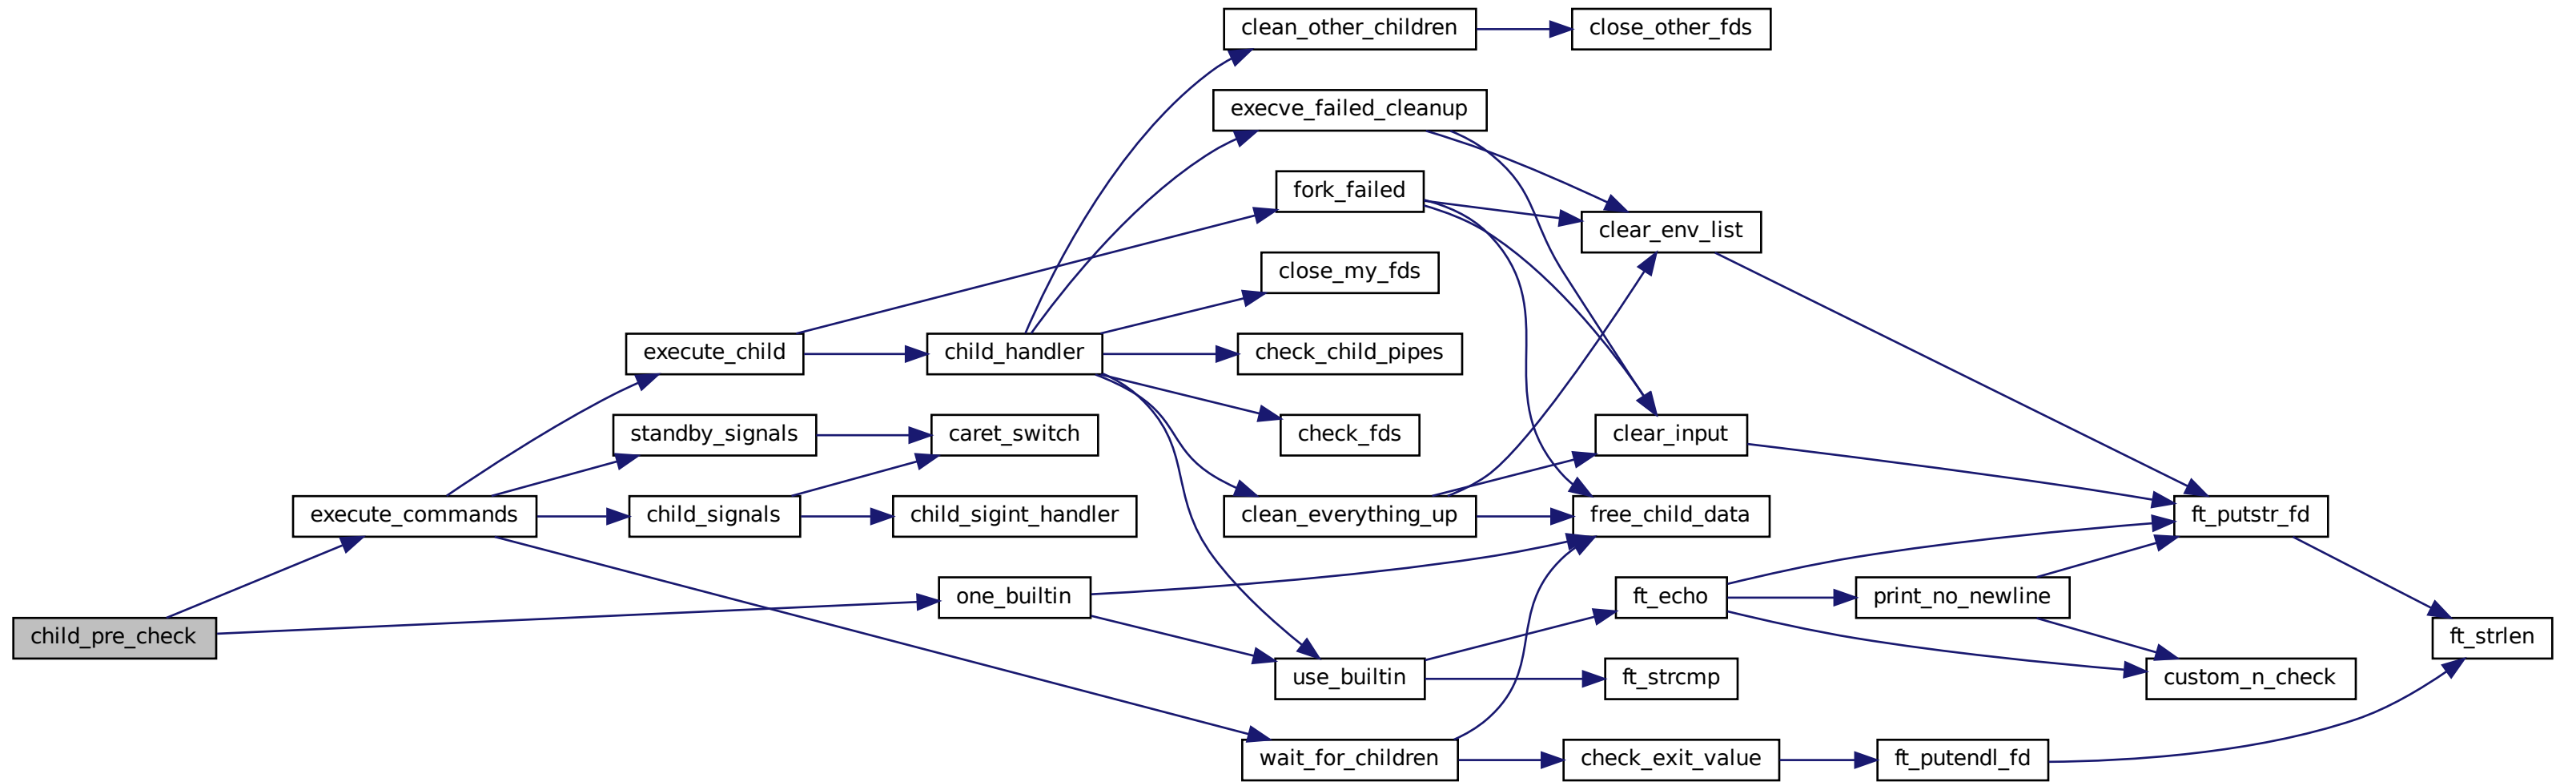 clean_other_children
close_other_fds
execve_failed_cleanup
fork_failed
clear_env_list
close_my_fds
execute_child
child_handler
check_child_pipes
standby_signals
caret_switch
check_fds
clear_input
execute_commands
child_signals
child_sigint_handler
clean_everything_up
free_child_data
ft_putstr_fd
one_builtin
ft_echo
print_no_newline
child_pre_check
ft_strlen
use_builtin
ft_strcmp
custom_n_check
wait_for_children
check_exit_value
ft_putendl_fd